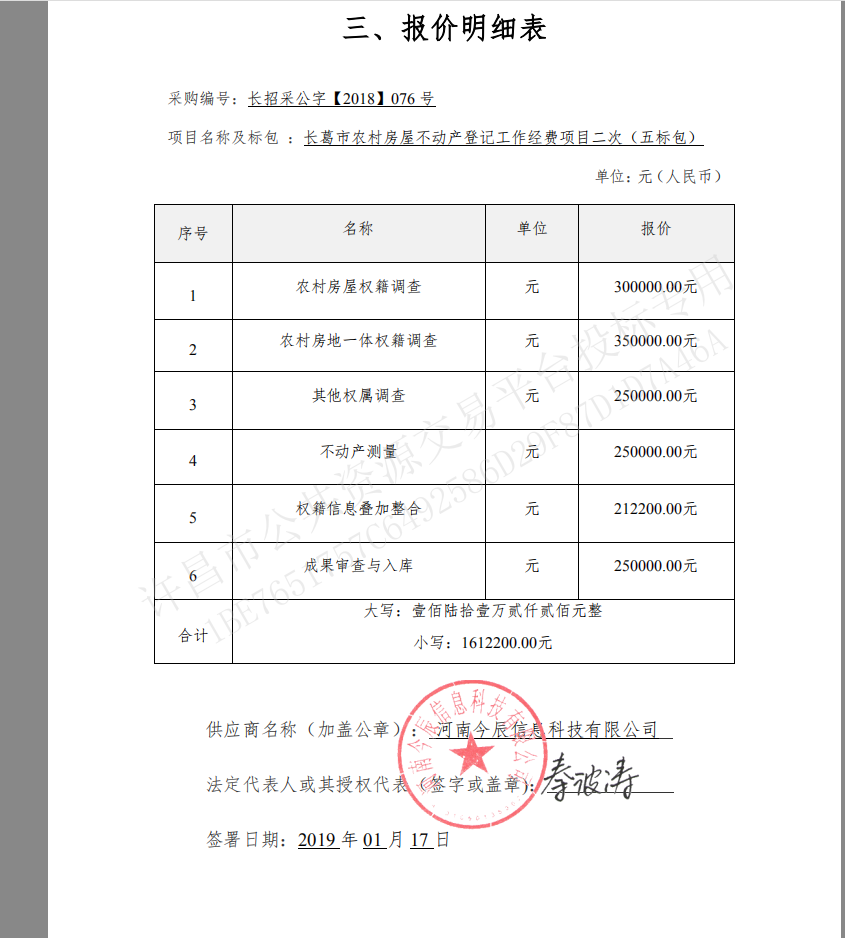 三、报价明细表
采购编号：长招采公字【2018】076 号
项目名称及标包 ：长葛市农村房屋不动产登记工作经费项目二次（五标包）
单位：元（人民币）
序号 名称 单位 报价
1 农村房屋权籍调查 元 300000.00元
2 农村房地一体权籍调查 元 350000.00元
3 其他权属调查 元 250000.00元
4 不动产测量 元 250000.00元
5 权籍信息叠加整合 元 212200.00元
6 成果审查与入库 元 250000.00元
合计 大写：壹佰陆拾壹万贰仟贰佰元整
小写：1612200.00元
许昌市公共资源交易平台投标专用
1BE7651757C6492586D29F87D1D7A46A
供应商名称（加盖公章）：河南今辰信息科技有限公司
河南今辰信息科技有限公司
法定代表人或其授权代表（签字或盖章）：秦波涛
签署日期：2019 年 01 月 17 日